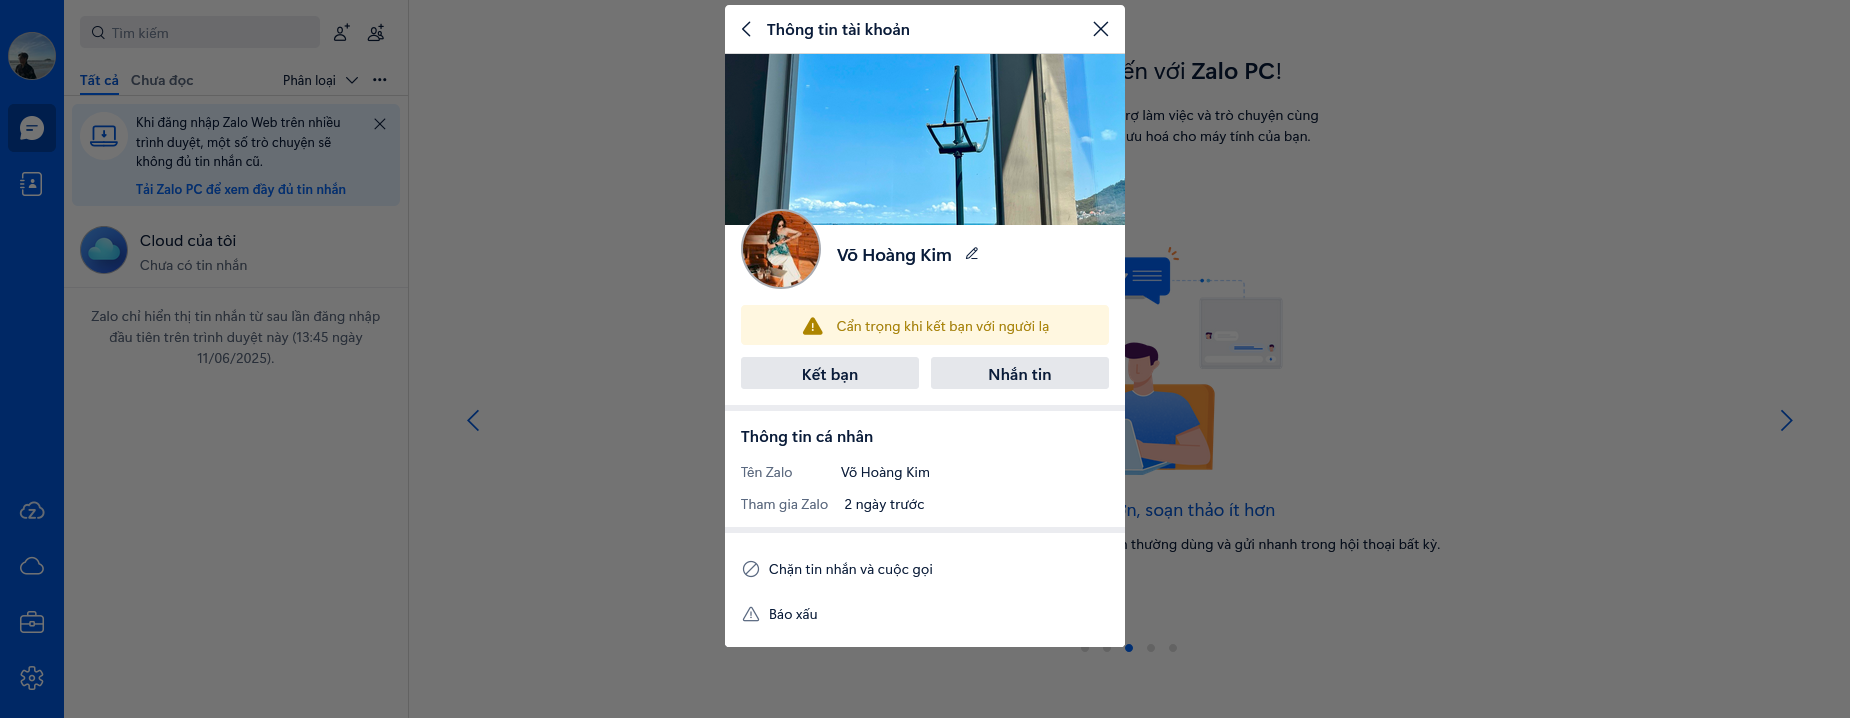 Tìm kiếm
Tất cả
Chưa đọc
Phân loại
Khi đăng nhập Zalo Web trên nhiều
trình duyệt, một số trò chuyện sẽ
không đủ tin nhắn cũ.
Tải Zalo PC để xem đầy đủ tin nhắn
Cloud của tôi
Chưa có tin nhắn
Zalo chỉ hiển thị tin nhắn từ sau lần đăng nhập
đầu tiên trên trình duyệt này (13:45 ngày
11/06/2025).
Thông tin tài khoản
Võ Hoàng Kim
Cẩn trọng khi kết bạn với người lạ
Kết bạn
Nhắn tin
Thông tin cá nhân
Tên Zalo Võ Hoàng Kim
Tham gia Zalo 2 ngày trước
Chặn tin nhắn và cuộc gọi
Báo xấu
với Zalo PC!
làm việc và trò chuyện cùng
hoá cho máy tính của bạn.
soạn thảo ít hơn
thường dùng và gửi nhanh trong hội thoại bất kỳ.